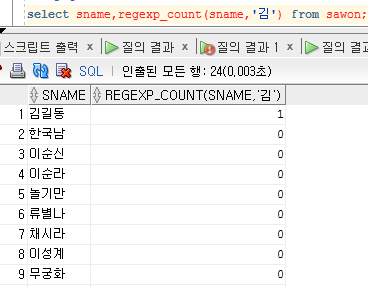 select sname,regexp_count(sname,'김') from sawon;
스크립트 출력 × 질의 결과 × 질의 결과 1 × 질의 결
SQL | 인출된 모든 행: 24(0,003초)
SNAME REGEXP_COUNT(SNAME,'김')
1 김길동 1
2 한국남 0
3 이순신 0
4 이순라 0
5 놀기만 0
6 류별나 0
7 채시라 0
8 이성계 0
9 무궁화 0